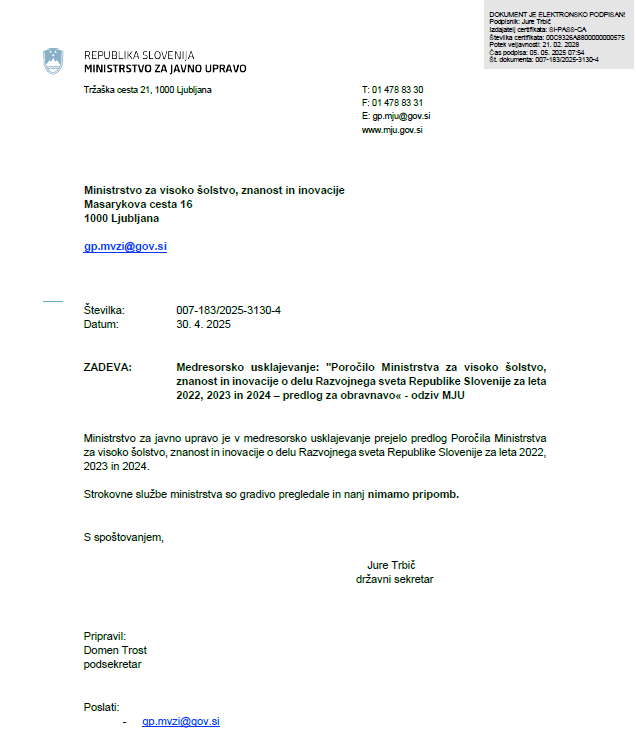 DOKUMENT JE ELEKTRONSKO PODPISAN!
Podpisnik: Jure Trbič
Izdajatelj certifikata: SI-PASS-CA
Številka certifikata: 00C9326A8800000000575
Potek veljavnosti: 21. 02. 2028
Čas podpisa: 05. 05. 2025 07:54
Št. dokumenta: 007-183/2025-3130-4
REPUBLIKA SLOVENIJA
MINISTRSTVO ZA JAVNO UPRAVO
Tržaška cesta 21, 1000 Ljubljana
T: 01 478 83 30
F: 01 478 83 31
E: gp.mju@gov.si
www.mju.gov.si
Ministrstvo za visoko šolstvo, znanost in inovacije
Masarykova cesta 16
1000 Ljubljana
gp.mvzi@gov.si
Številka: 007-183/2025-3130-4
Datum: 30. 4. 2025
ZADEVA: Medresorsko usklajevanje: "Poročilo Ministrstva za visoko šolstvo,
znanost in inovacije o delu Razvojnega sveta Republike Slovenije za leta
2022, 2023 in 2024 – predlog za obravnavo« - odziv MJU
Ministrstvo za javno upravo je v medresorsko usklajevanje prejelo predlog Poročila Ministrstva
za visoko šolstvo, znanost in inovacije o delu Razvojnega sveta Republike Slovenije za leta 2022,
2023 in 2024.
Strokovne službe ministrstva so gradivo pregledale in nanj nimamo pripomb.
S spoštovanjem,
Jure Trbič
državni sekretar
Pripravil:
Domen Trost
podsekretar
Poslati:
- gp.mvzi@gov.si